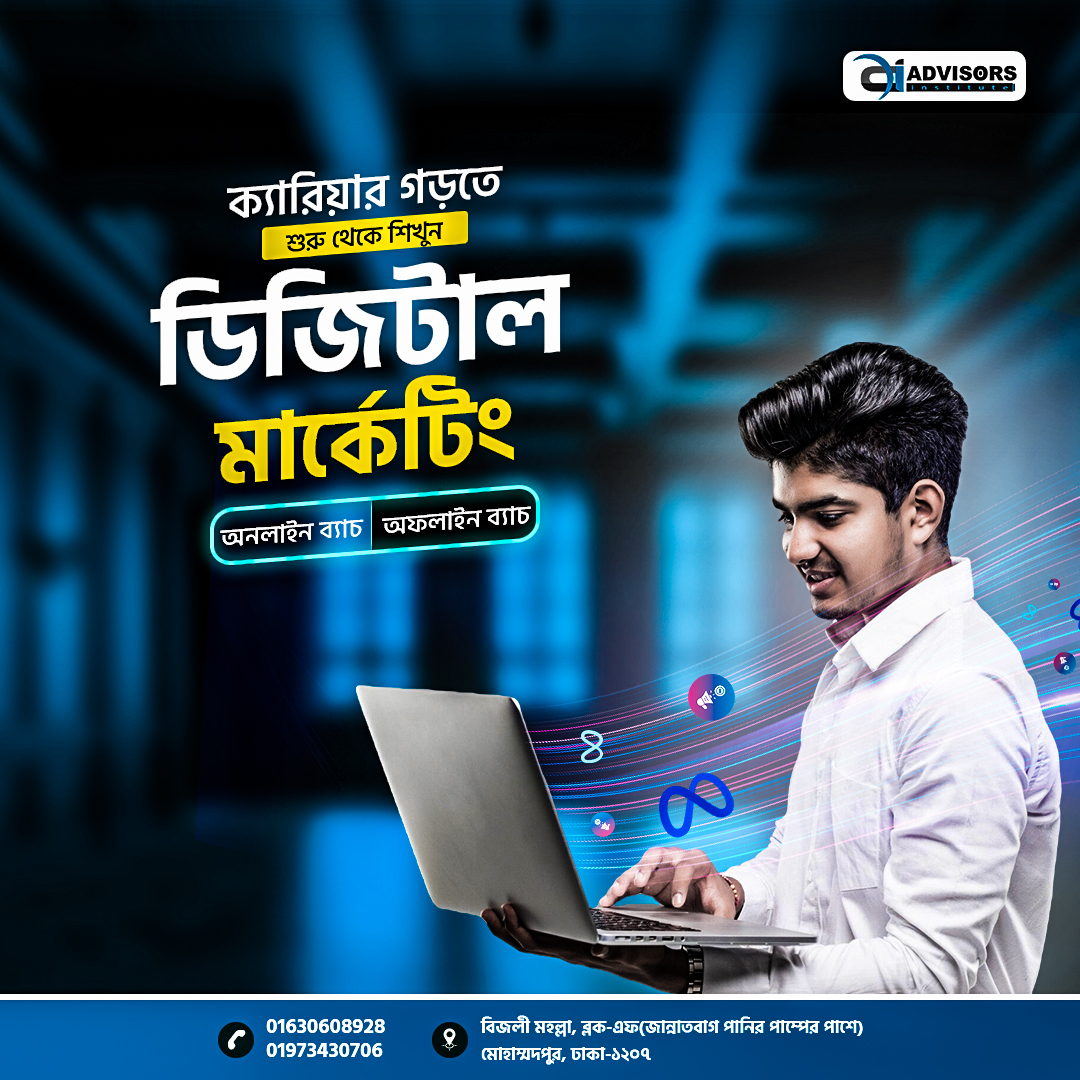 ADVISORS
institute
ক্যারিয়ার গড়তে
শুরু থেকে শিখুন
ডিজিটাল
মার্কেটিং
অনলাইন ব্যাচ অফলাইন ব্যাচ
01630608928
01973430706
বিজলী মহল্লা, ব্লক-এফ(জান্নাতবাগ পানির পাম্পের পাশে)
মোহাম্মদপুর, ঢাকা-১২০৭